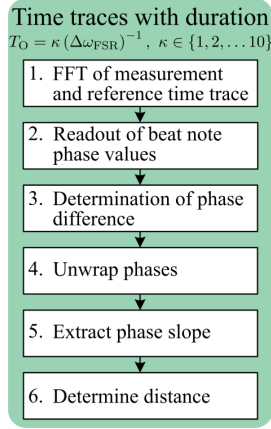 Time traces with duration
T_O = κ (Δω_FSR)^−1 , κ ∈ {1, 2, . . . 10}
1. FFT of measurement
and reference time trace
2. Readout of beat note
phase values
3. Determination of phase
difference
4. Unwrap phases
5. Extract phase slope
6. Determine distance